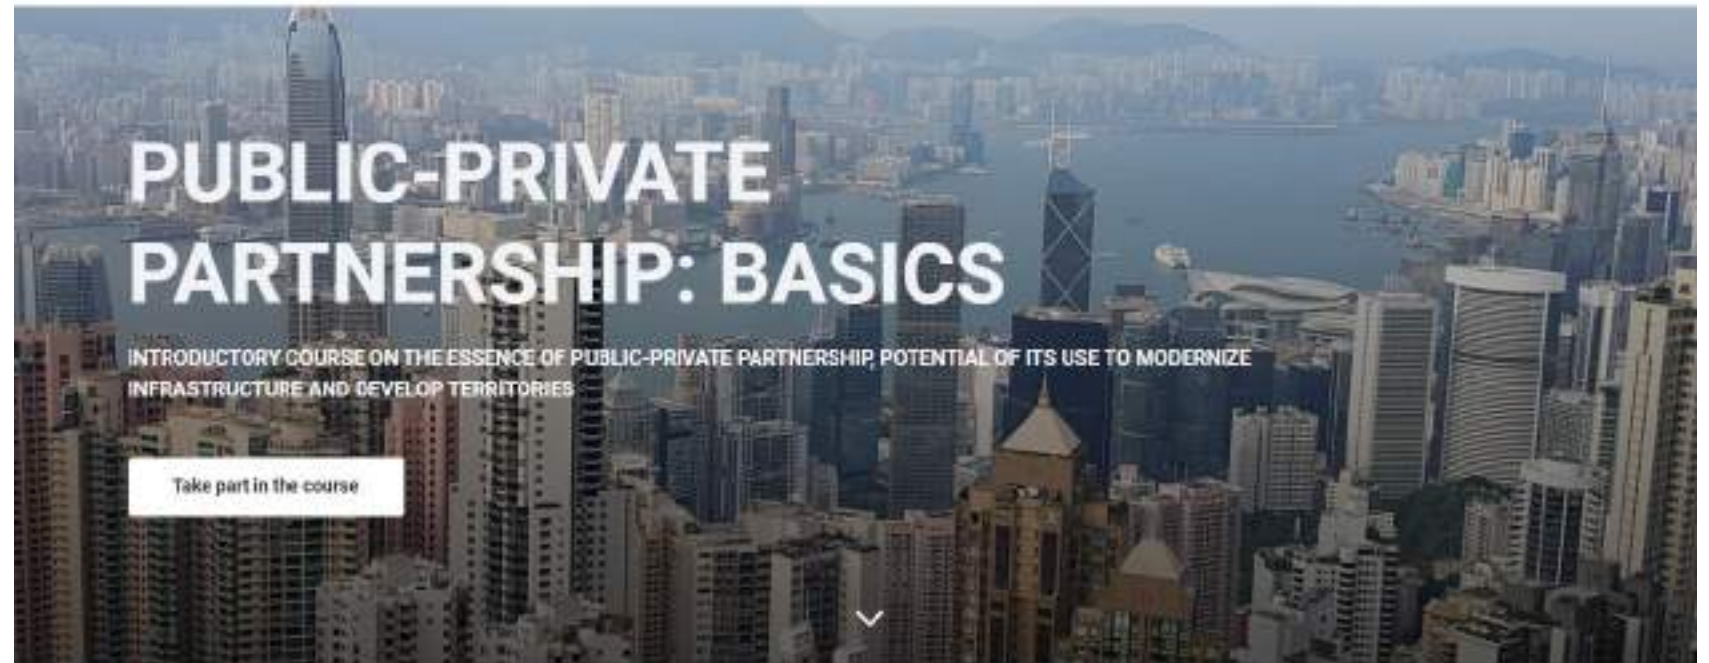 PUBLIC-PRIVATE
PARTNERSHIP: BASICS
INTRODUCTORY COURSE ON THE ESSENCE OF PUBLIC-PRIVATE PARTNERSHIP, POTENTIAL OF ITS USE TO MODERNIZE
INFRASTRUCTURE AND DEVELOP TERRITORIES
Take part in the course